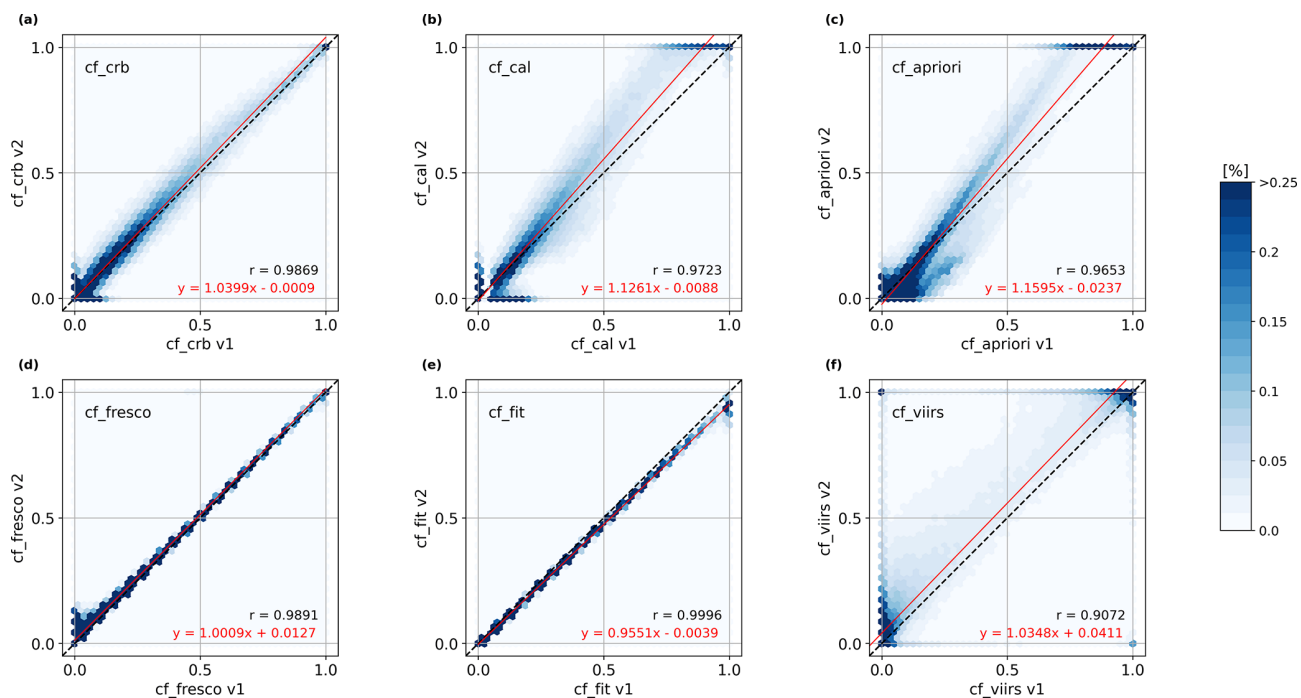 (a)
1.0
0.5
0.0
cf_crb v2
cf_crb
r = 0.9869
y = 1.0399x - 0.0009
0.0
0.5
1.0
cf_crb v1
(b)
1.0
0.5
0.0
cf_cal v2
cf_cal
r = 0.9723
y = 1.1261x - 0.0088
0.0
0.5
1.0
cf_cal v1
(c)
1.0
0.5
0.0
cf_apriori v2
cf_apriori
r = 0.9653
y = 1.1595x - 0.0237
0.0
0.5
1.0
cf_apriori v1
(d)
1.0
0.5
0.0
cf_fresco v2
cf_fresco
r = 0.9891
y = 1.0009x + 0.0127
0.0
0.5
1.0
cf_fresco v1
(e)
1.0
0.5
0.0
cf_fit v2
cf_fit
r = 0.9996
y = 0.9551x - 0.0039
0.0
0.5
1.0
cf_fit v1
(f)
1.0
0.5
0.0
cf_viirs v2
cf_viirs
r = 0.9072
y = 1.0348x + 0.0411
0.0
0.5
1.0
cf_viirs v1
[%]
>0.25
0.2
0.15
0.1
0.05
0.0